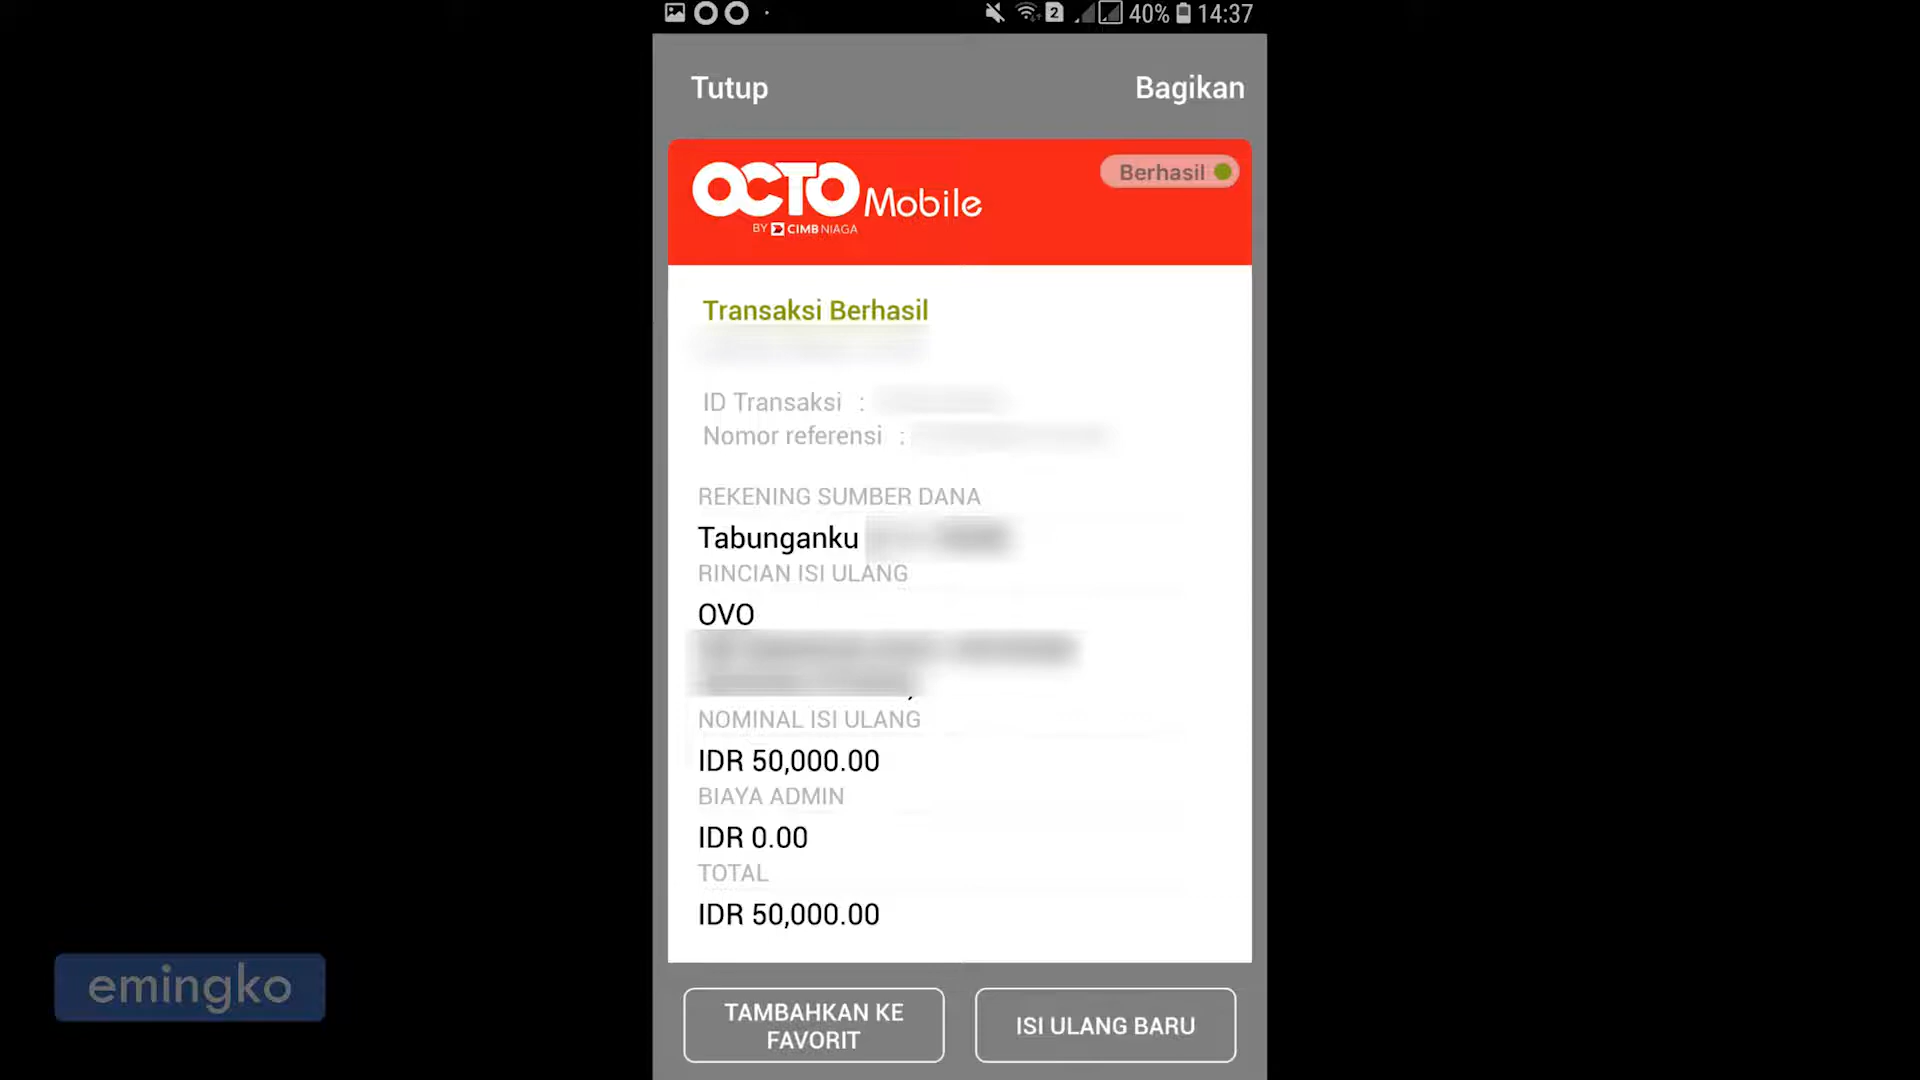 2 40% 14:37
Tutup Bagikan
OCTO Mobile
BY CIMB NIAGA
Berhasil
Transaksi Berhasil
ID Transaksi :
Nomor referensi :
REKENING SUMBER DANA
Tabunganku
RINCIAN ISI ULANG
OVO
NOMINAL ISI ULANG
IDR 50,000.00
BIAYA ADMIN
IDR 0.00
TOTAL
IDR 50,000.00
TAMBAHKAN KE
FAVORIT
ISI ULANG BARU
emingko